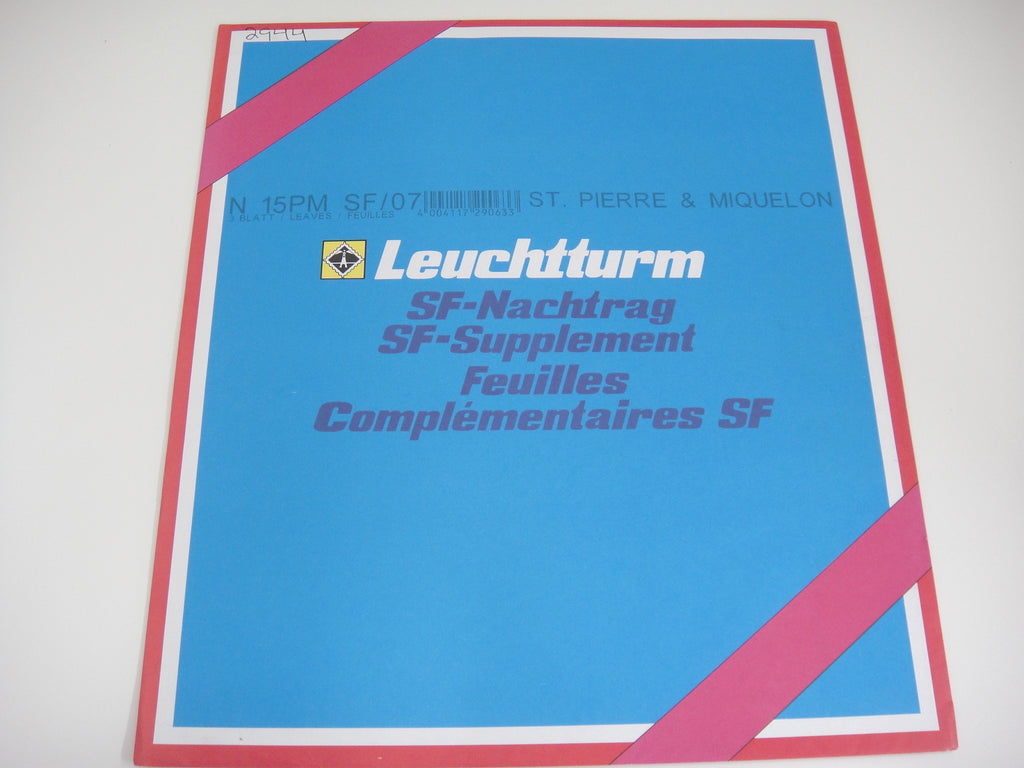 2944
N 15PM SF/07 ST. PIERRE & MIQUELON
3 BLATT / LEAVES / FEUILLES 4 004117 290633
Leuchtturm
SF-Nachtrag
SF-Supplement
Feuilles
Complémentaires SF